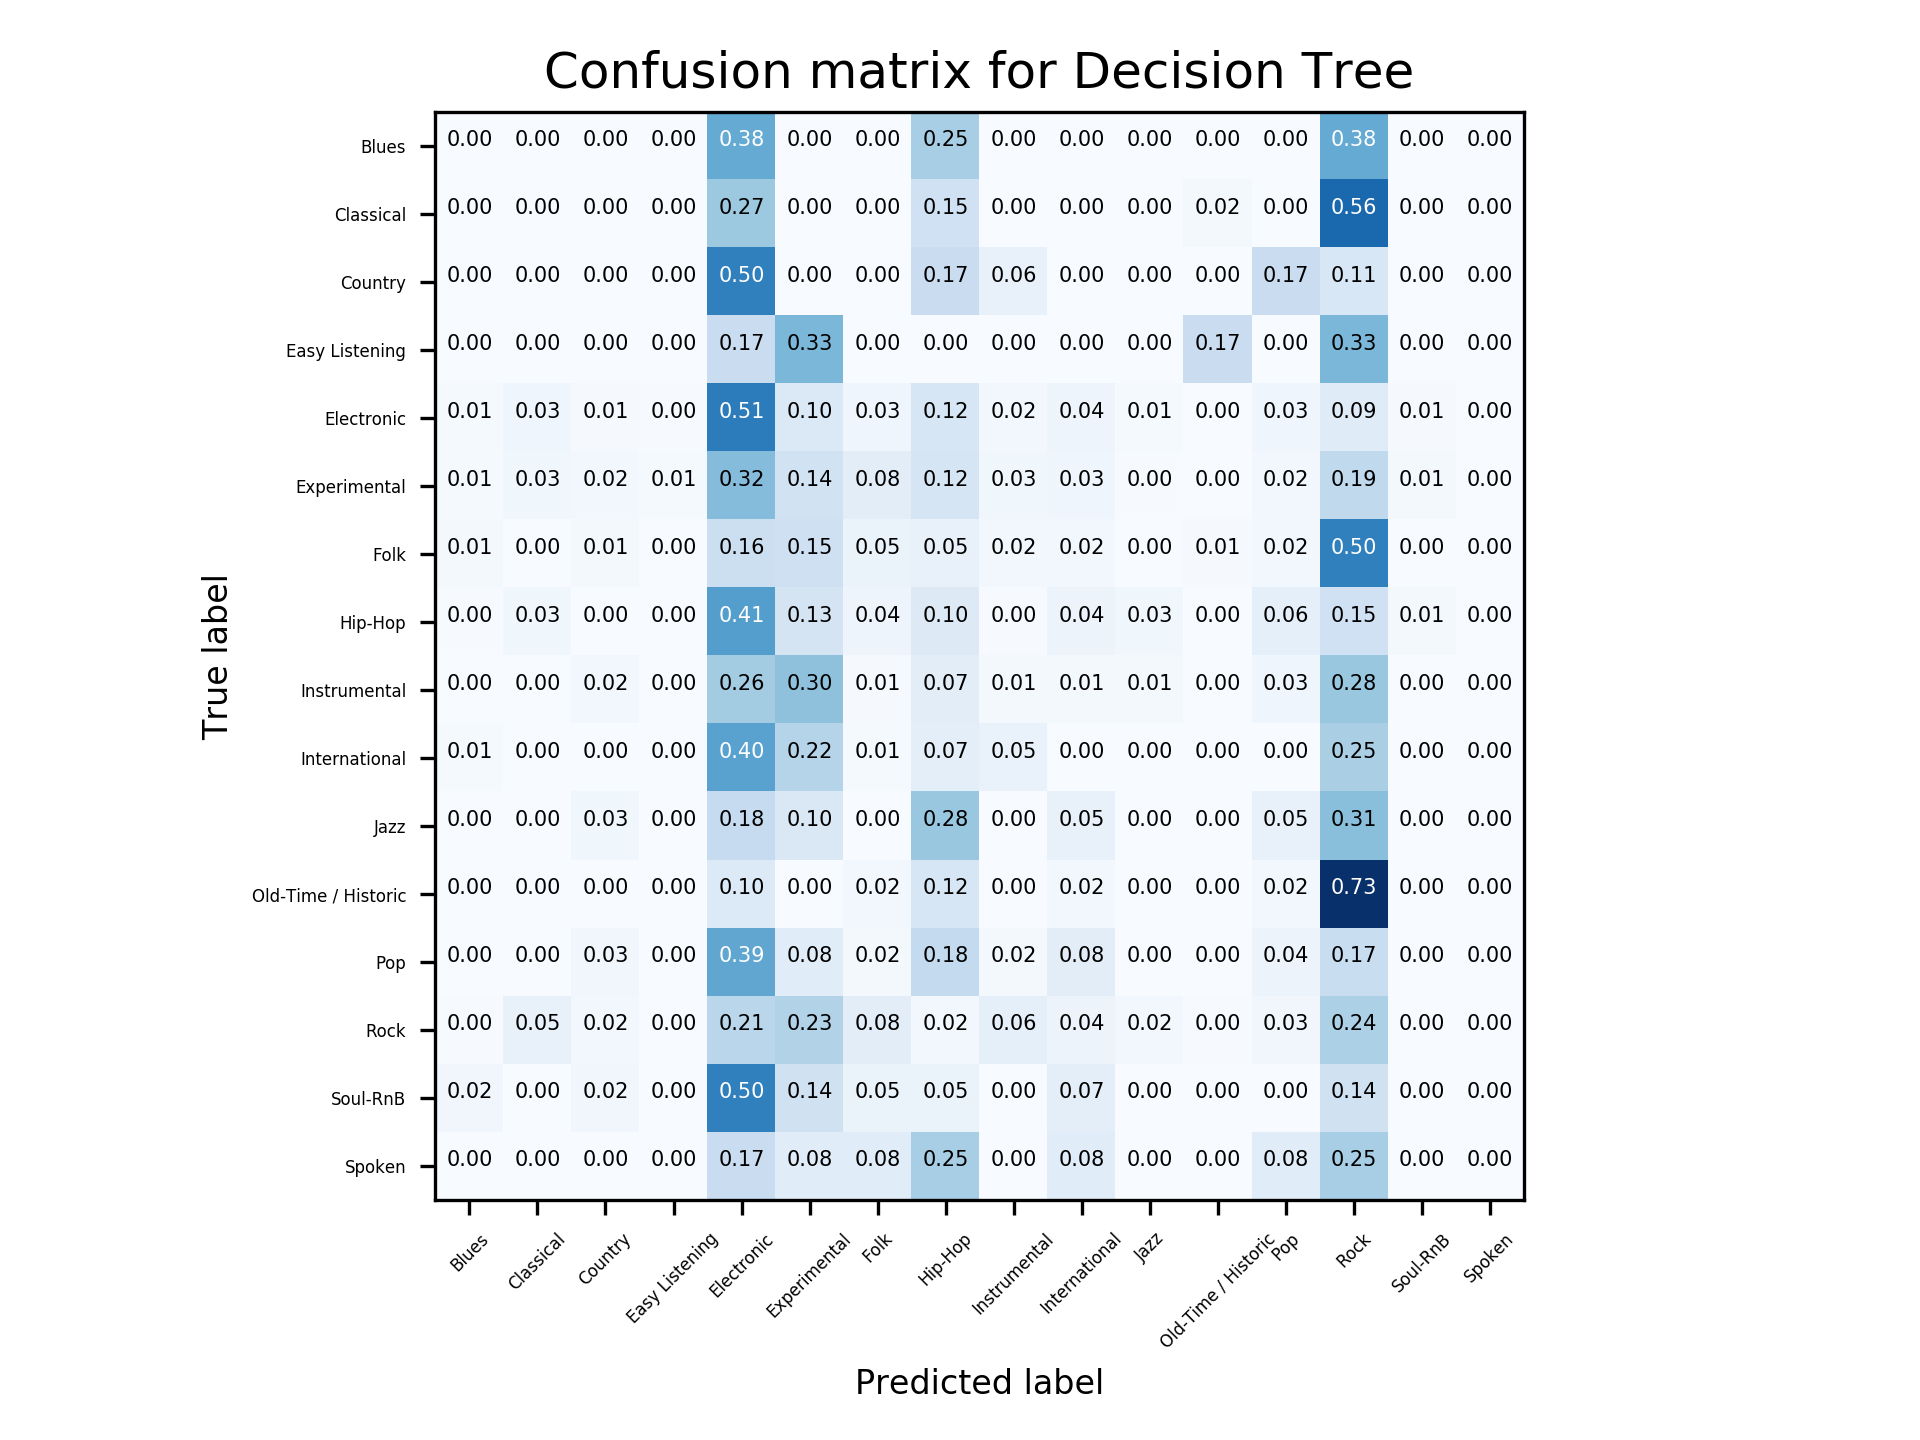 Confusion matrix for Decision Tree
True label
Blues 0.00 0.00 0.00 0.00 0.38 0.00 0.00 0.25 0.00 0.00 0.00 0.00 0.00 0.38 0.00 0.00
Classical 0.00 0.00 0.00 0.00 0.27 0.00 0.00 0.15 0.00 0.00 0.00 0.02 0.00 0.56 0.00 0.00
Country 0.00 0.00 0.00 0.00 0.50 0.00 0.00 0.17 0.06 0.00 0.00 0.00 0.17 0.11 0.00 0.00
Easy Listening 0.00 0.00 0.00 0.00 0.17 0.33 0.00 0.00 0.00 0.00 0.00 0.17 0.00 0.33 0.00 0.00
Electronic 0.01 0.03 0.01 0.00 0.51 0.10 0.03 0.12 0.02 0.04 0.01 0.00 0.03 0.09 0.01 0.00
Experimental 0.01 0.03 0.02 0.01 0.32 0.14 0.08 0.12 0.03 0.03 0.00 0.00 0.02 0.19 0.01 0.00
Folk 0.01 0.00 0.01 0.00 0.16 0.15 0.05 0.05 0.02 0.02 0.00 0.01 0.02 0.50 0.00 0.00
Hip-Hop 0.00 0.03 0.00 0.00 0.41 0.13 0.04 0.10 0.00 0.04 0.03 0.00 0.06 0.15 0.01 0.00
Instrumental 0.00 0.00 0.02 0.00 0.26 0.30 0.01 0.07 0.01 0.01 0.01 0.00 0.03 0.28 0.00 0.00
International 0.01 0.00 0.00 0.00 0.40 0.22 0.01 0.07 0.05 0.00 0.00 0.00 0.00 0.25 0.00 0.00
Jazz 0.00 0.00 0.03 0.00 0.18 0.10 0.00 0.28 0.00 0.05 0.00 0.00 0.05 0.31 0.00 0.00
Old-Time / Historic 0.00 0.00 0.00 0.00 0.10 0.00 0.02 0.12 0.00 0.02 0.00 0.00 0.02 0.73 0.00 0.00
Pop 0.00 0.00 0.03 0.00 0.39 0.08 0.02 0.18 0.02 0.08 0.00 0.00 0.04 0.17 0.00 0.00
Rock 0.00 0.05 0.02 0.00 0.21 0.23 0.08 0.02 0.06 0.04 0.02 0.00 0.03 0.24 0.00 0.00
Soul-RnB 0.02 0.00 0.02 0.00 0.50 0.14 0.05 0.05 0.00 0.07 0.00 0.00 0.00 0.14 0.00 0.00
Spoken 0.00 0.00 0.00 0.00 0.17 0.08 0.08 0.25 0.00 0.08 0.00 0.00 0.08 0.25 0.00 0.00
Blues Classical Country Easy Listening Electronic Experimental Folk Hip-Hop Instrumental International Jazz Old-Time / Historic Pop Rock Soul-RnB Spoken
Predicted label